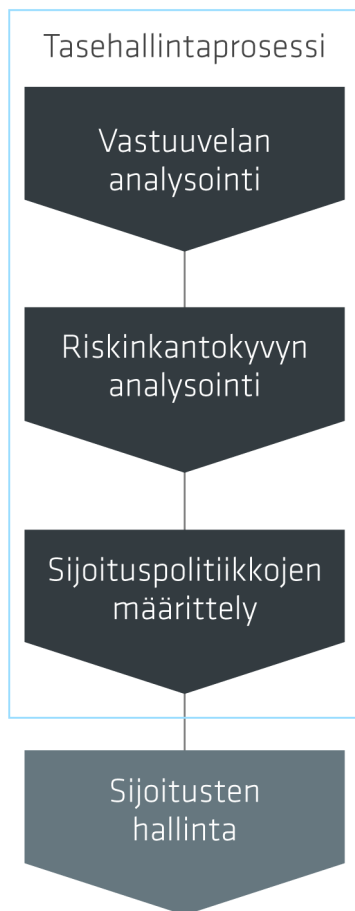 Tasehallintaprosessi
Vastuuvelan
analysointi
Riskinkantokyvyn
analysointi
Sijoituspolitiikkojen
määrittely
Sijoitusten
hallinta